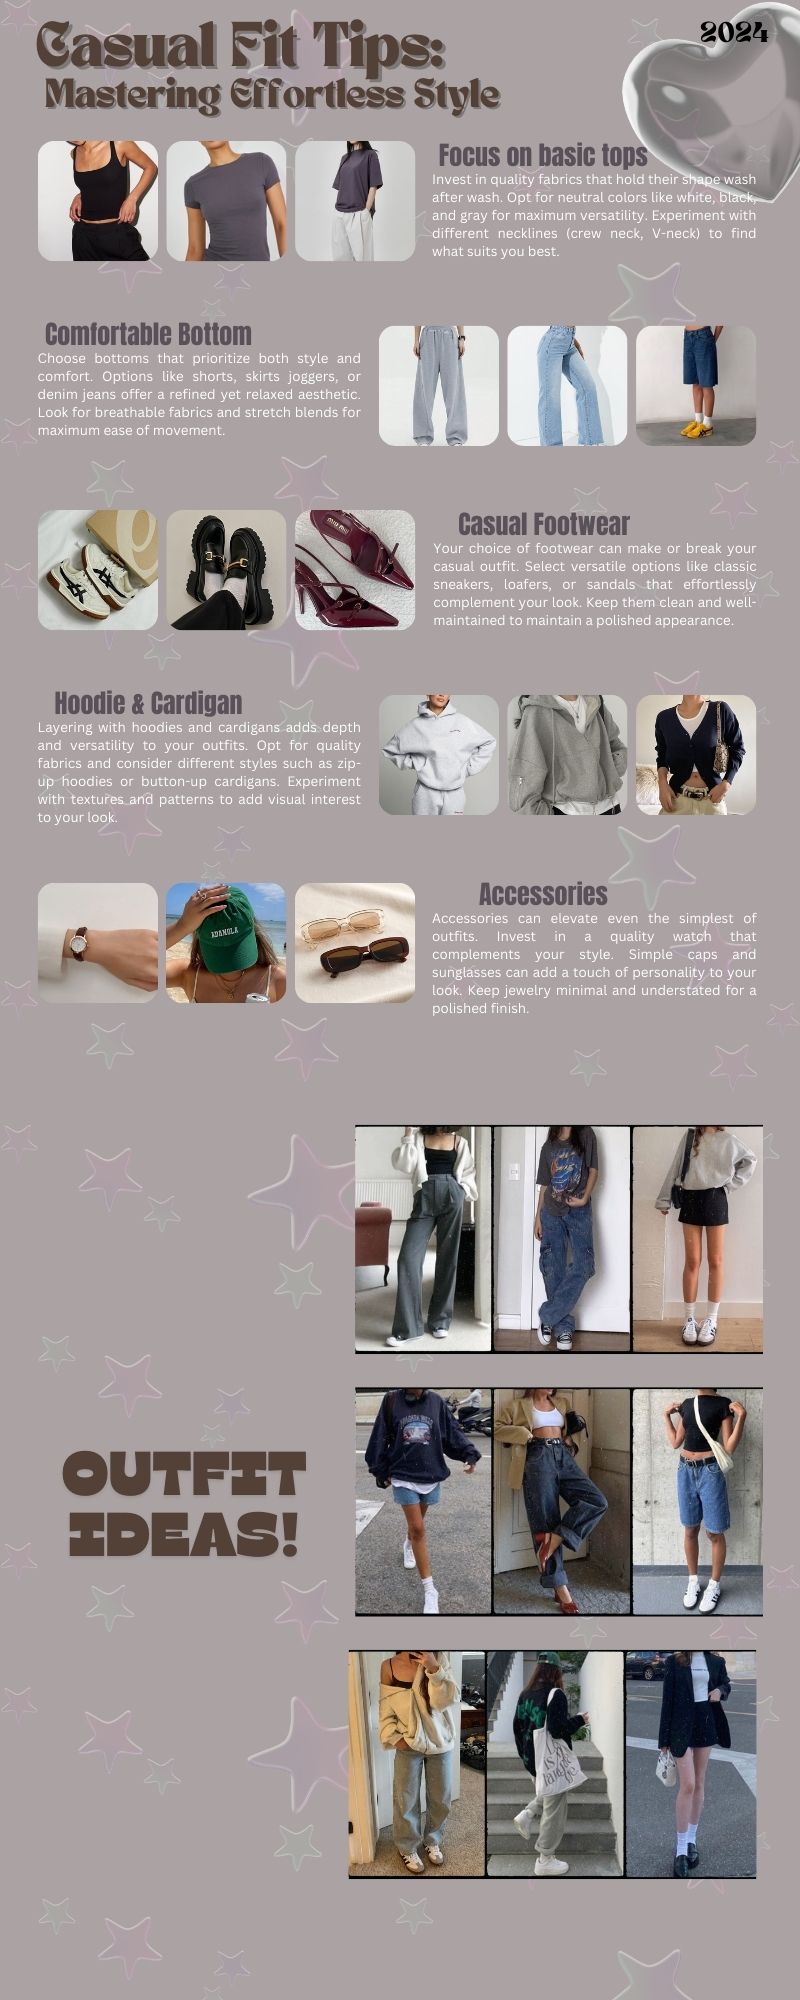 2024
Casual Fit Tips:
Mastering Effortless Style
Focus on basic tops
Invest in quality fabrics that hold their shape wash
after wash. Opt for neutral colors like white, black,
and gray for maximum versatility. Experiment with
different necklines (crew neck, V-neck) to find
what suits you best.
Comfortable Bottom
Choose bottoms that prioritize both style and
comfort. Options like shorts, skirts joggers, or
denim jeans offer a refined yet relaxed aesthetic.
Look for breathable fabrics and stretch blends for
maximum ease of movement.
Casual Footwear
Your choice of footwear can make or break your
casual outfit. Select versatile options like classic
sneakers, loafers, or sandals that effortlessly
complement your look. Keep them clean and well-
maintained to maintain a polished appearance.
Hoodie & Cardigan
Layering with hoodies and cardigans adds depth
and versatility to your outfits. Opt for quality
fabrics and consider different styles such as zip-
up hoodies or button-up cardigans. Experiment
with textures and patterns to add visual interest
to your look.
ADANOLA
Accessories
Accessories can elevate even the simplest of
outfits. Invest in a quality watch that
complements your style. Simple caps and
sunglasses can add a touch of personality to your
look. Keep jewelry minimal and understated for a
polished finish.
OUTFIT
IDEAS!